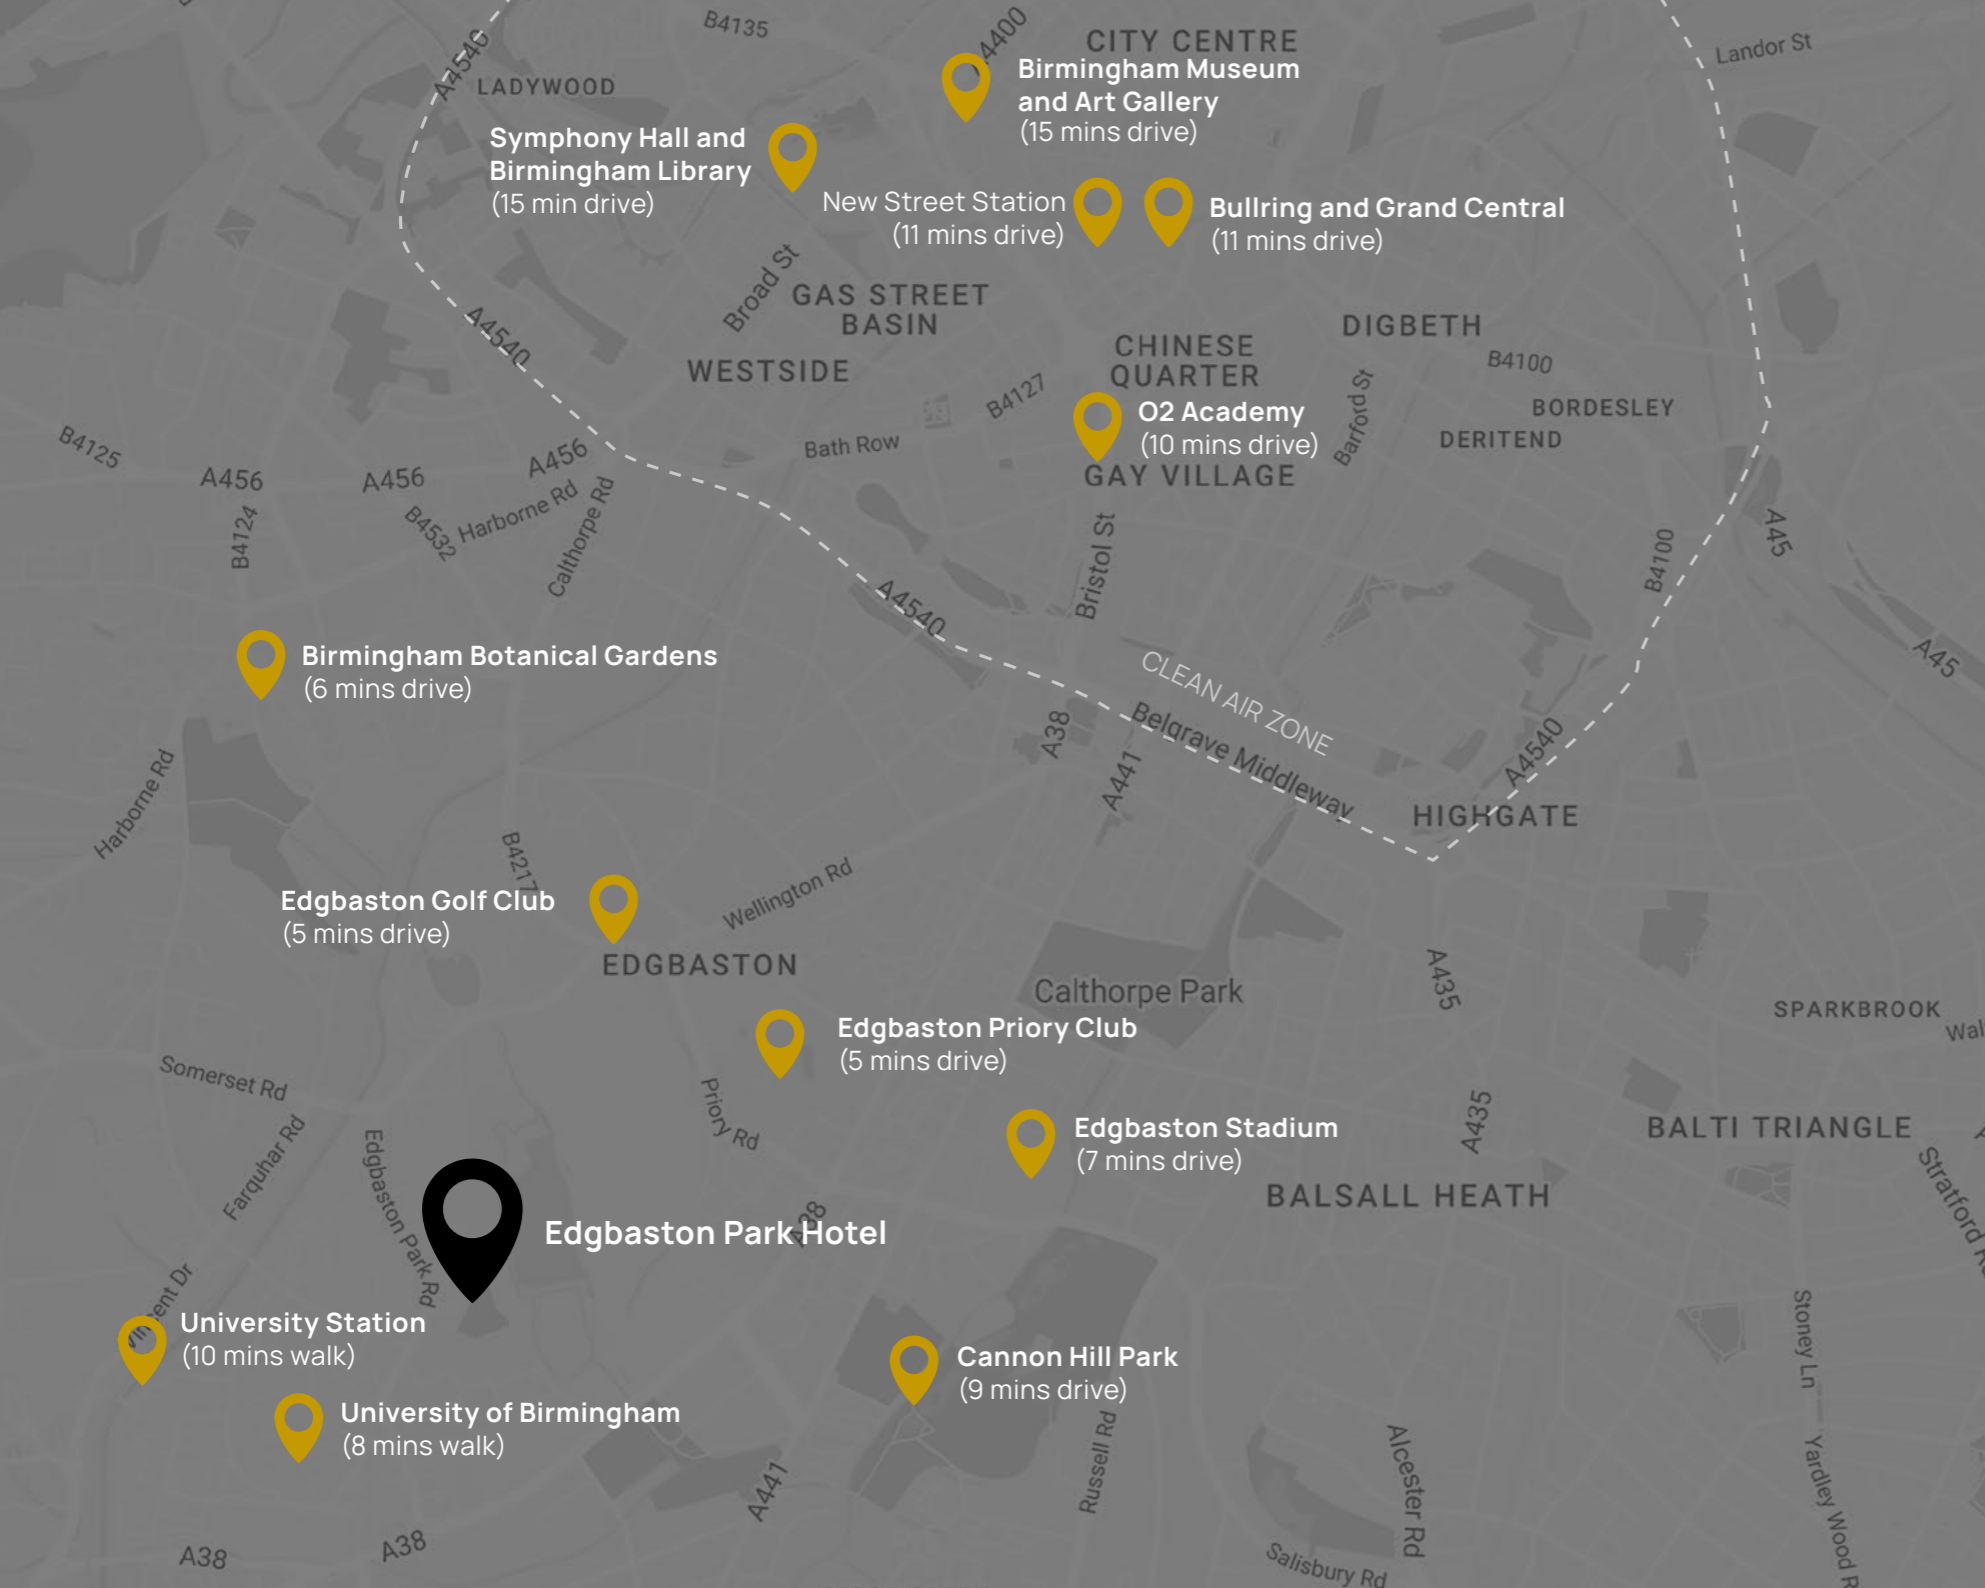 B4135
A4400
CITY CENTRE
Landor St
A4540
LADYWOOD
Birmingham Museum
and Art Gallery
(15 mins drive)
Symphony Hall and
Birmingham Library
(15 min drive)
New Street Station
(11 mins drive)
Bullring and Grand Central
(11 mins drive)
Broad St
GAS STREET
BASIN
A4540
WESTSIDE
CHINESE
QUARTER
DIGBETH
B4100
B4127
O2 Academy
(10 mins drive)
Barford St
BORDESLEY
DERITEND
B4125
Bath Row
A456
A456
A456
GAY VILLAGE
B4124
B4532
Harborne Rd
Calthorpe Rd
Bristol St
B4100
A45
A4540
Birmingham Botanical Gardens
(6 mins drive)
CLEAN AIR ZONE
A45
A38
Belgrave Middleway
A441
A4540
Harborne Rd
HIGHGATE
B4217
Edgbaston Golf Club
(5 mins drive)
Wellington Rd
EDGBASTON
Calthorpe Park
A435
SPARKBROOK
Wal
Edgbaston Priory Club
(5 mins drive)
Somerset Rd
Priory Rd
Edgbaston Stadium
(7 mins drive)
A435
BALTI TRIANGLE
Farquhar Rd
Edgbaston Park Rd
BALSALL HEATH
Stratford R
A38
Edgbaston Park Hotel
Vincent Dr
University Station
(10 mins walk)
Cannon Hill Park
(9 mins drive)
Stoney Ln
University of Birmingham
(8 mins walk)
A441
Russell Rd
Alcester Rd
Yardley Wood R
A38
A38
Salisbury Rd